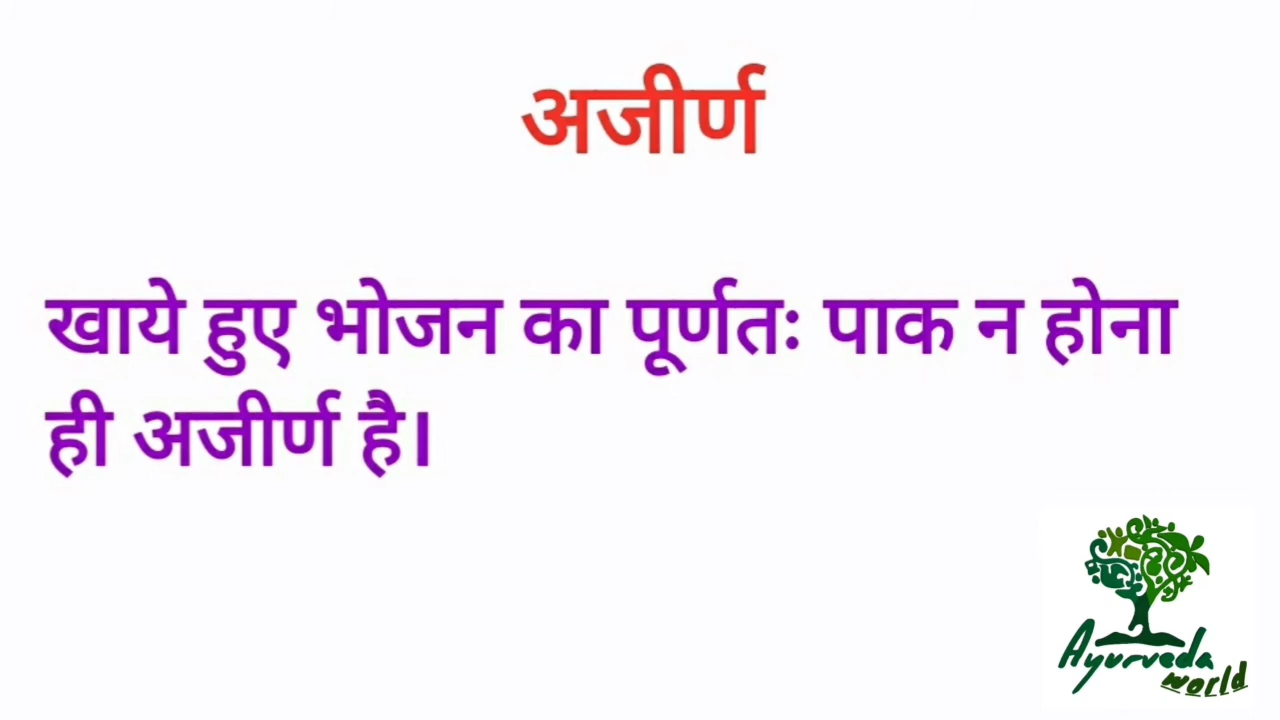 अजीर्ण
खाये हुए भोजन का पूर्णतः पाक न होना
ही अजीर्ण है।
Ayurveda
world